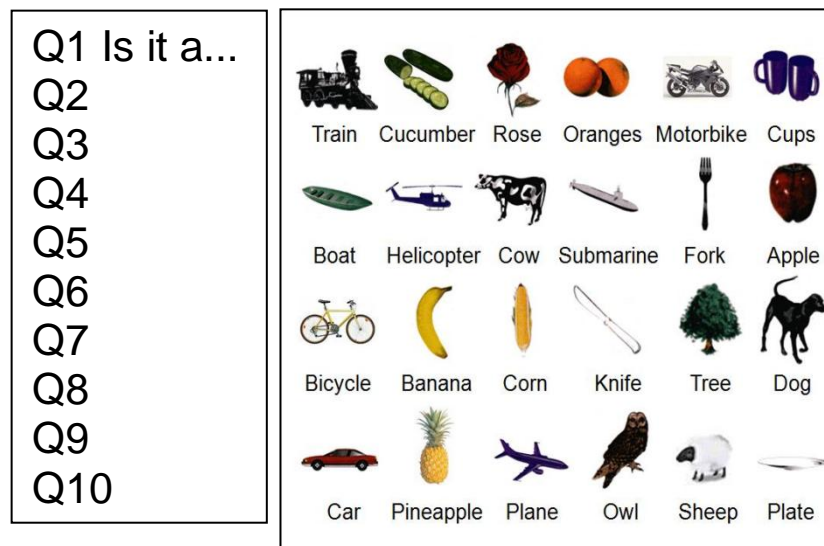 Q1 Is it a...
Q2
Q3
Q4
Q5
Q6
Q7
Q8
Q9
Q10
Train Cucumber Rose Oranges Motorbike Cups
Boat Helicopter Cow Submarine Fork Apple
Bicycle Banana Corn Knife Tree Dog
Car Pineapple Plane Owl Sheep Plate